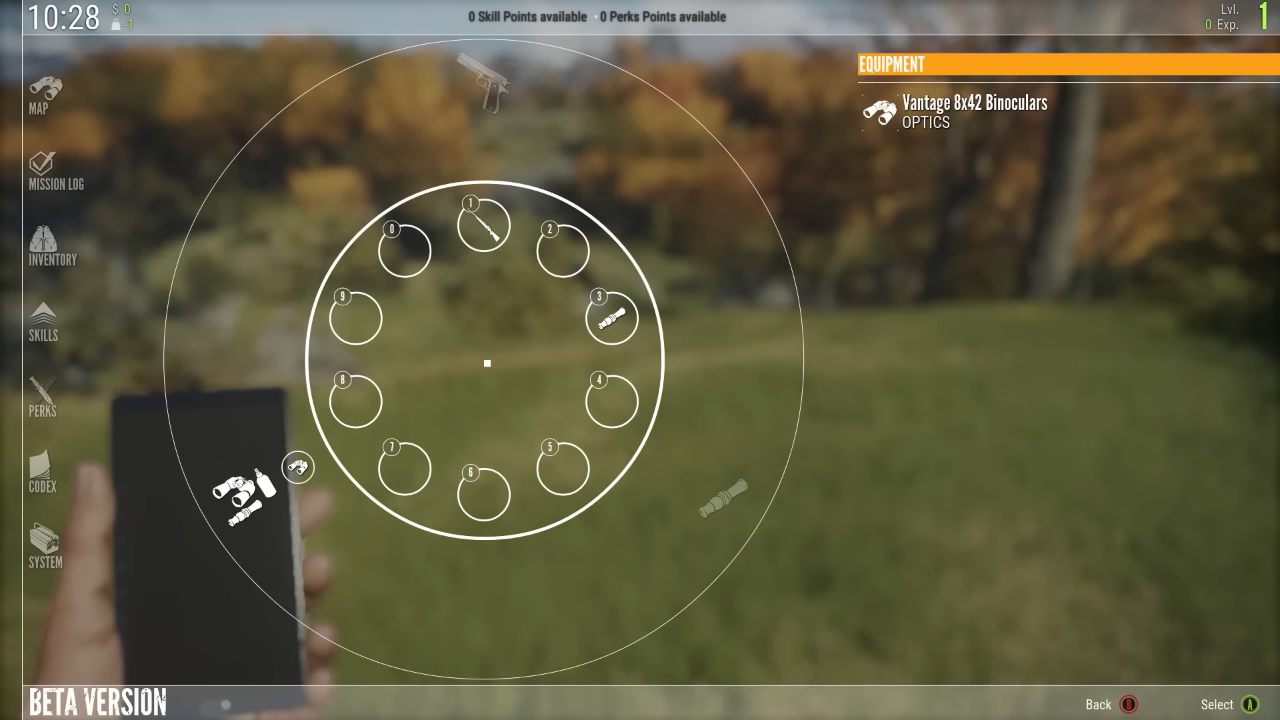 10:28
$ 0
-1
0 Skill Points available · 0 Perks Points available
Lvl. 1
0 Exp.
EQUIPMENT
Vantage 8x42 Binoculars
OPTICS
MAP
MISSION LOG
INVENTORY
SKILLS
PERKS
CODEX
SYSTEM
1
2
3
4
5
6
7
8
9
0
BETA VERSION
Back B
Select A